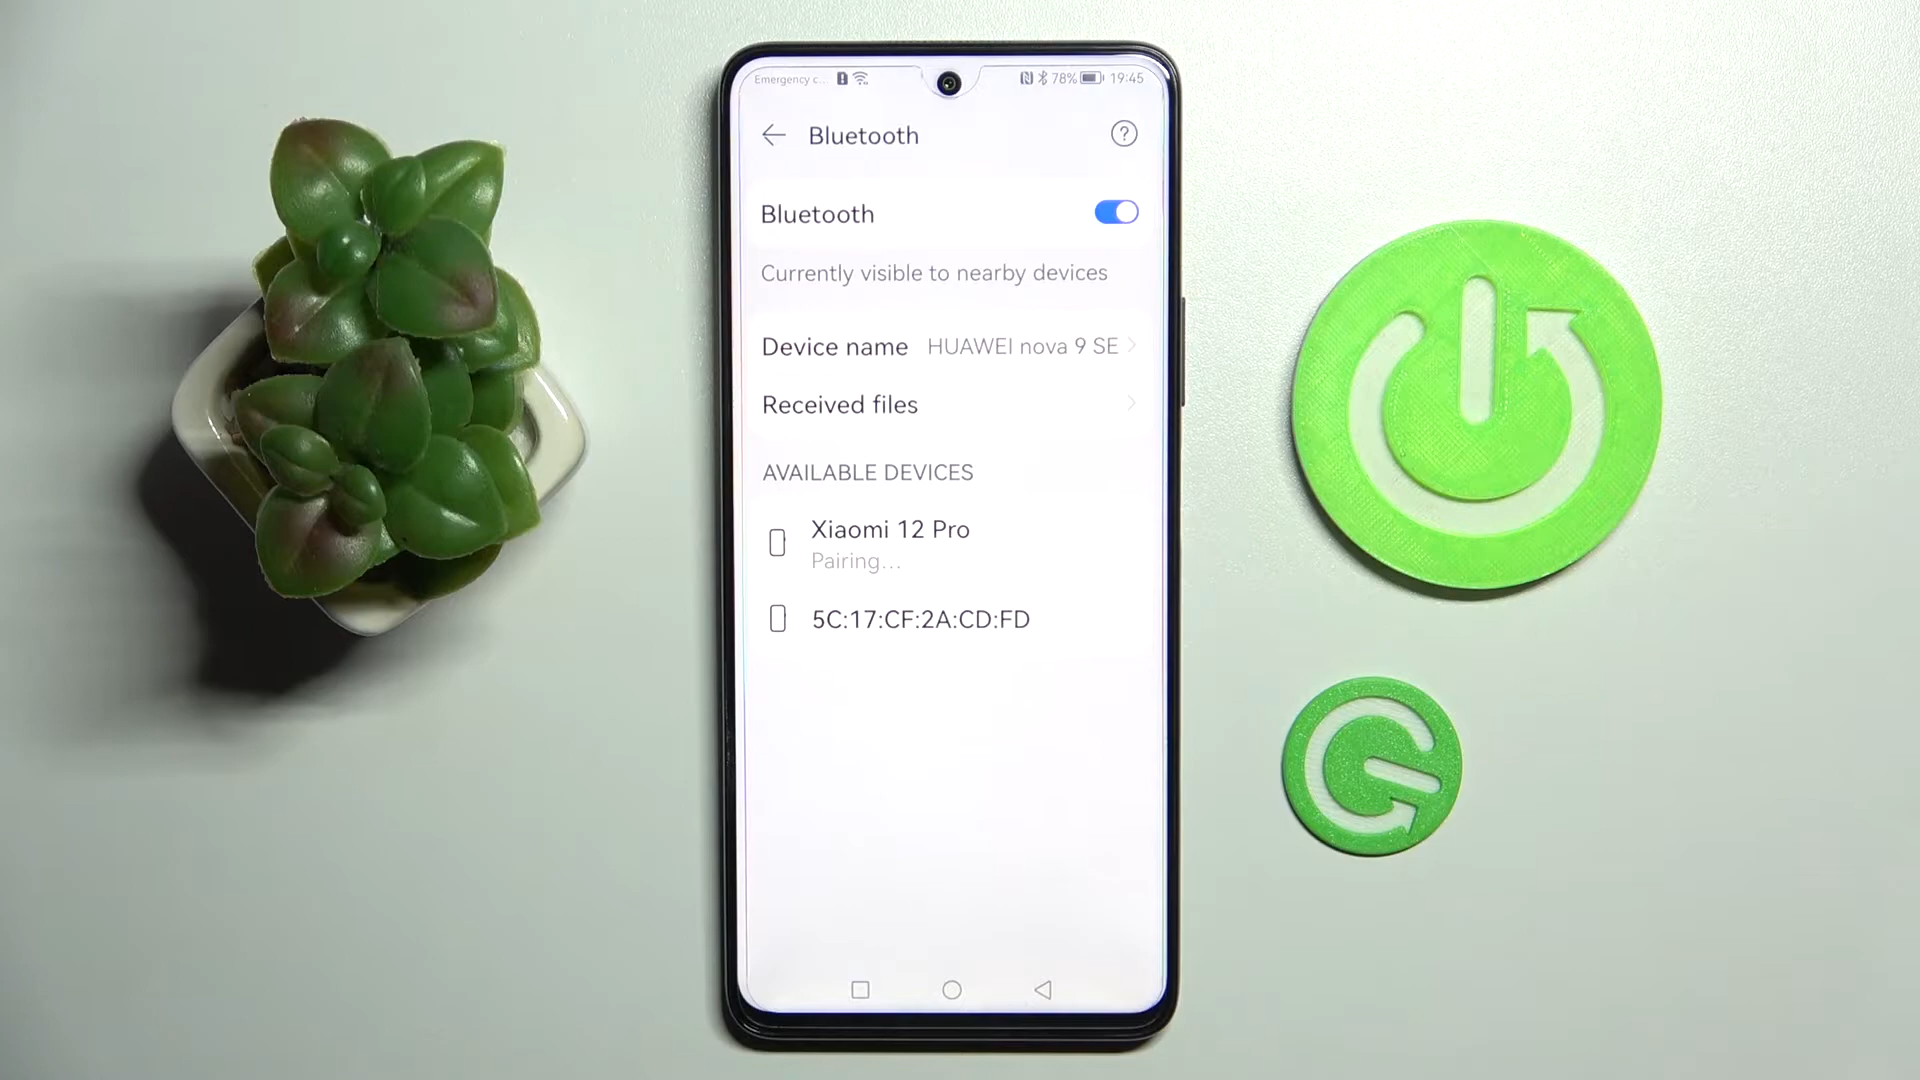 Emergency c... 78% 19:45
Bluetooth
Bluetooth
Currently visible to nearby devices
Device name HUAWEI nova 9 SE
Received files
AVAILABLE DEVICES
Xiaomi 12 Pro
Pairing...
5C:17:CF:2A:CD:FD